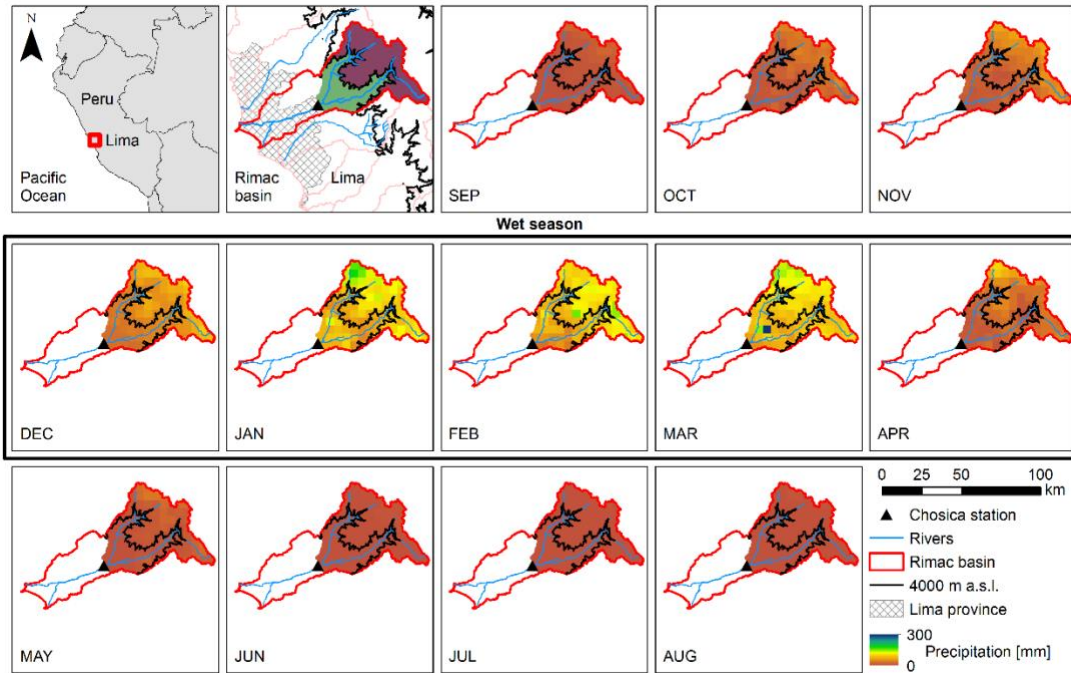 N
Peru
Lima
Pacific
Ocean
Rimac
basin
Lima
SEP
OCT
NOV
Wet season
DEC
JAN
FEB
MAR
APR
MAY
JUN
JUL
AUG
0 25 50 100
km
Chosica station
Rivers
Rimac basin
4000 m a.s.l.
Lima province
300
Precipitation [mm]
0